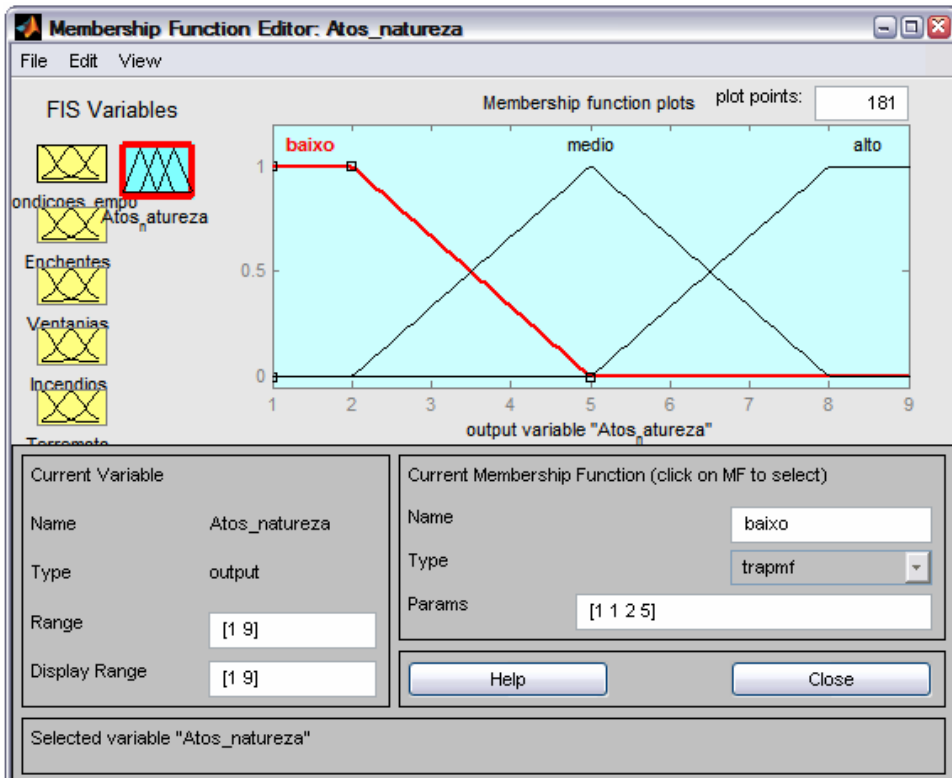 Membership Function Editor: Atos_natureza
File Edit View
FIS Variables
Membership function plots
plot points:
181
ondicoes_empo
Atos_natureza
Enchentes
Ventanias
Incendios
Terremoto
baixo
medio
alto
1
0.5
0
1 2 3 4 5 6 7 8 9
output variable "Atos_natureza"
Current Variable
Name Atos_natureza
Type output
Range [1 9]
Display Range [1 9]
Current Membership Function (click on MF to select)
Name baixo
Type trapmf
Params [1 1 2 5]
Help
Close
Selected variable "Atos_natureza"